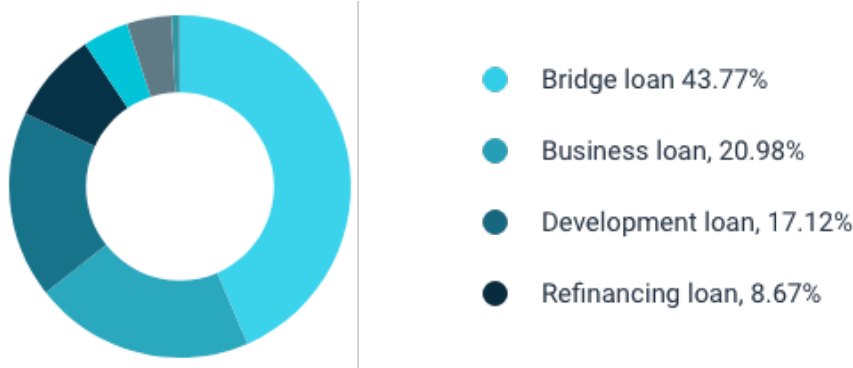 Bridge loan 43.77%
Business loan, 20.98%
Development loan, 17.12%
Refinancing loan, 8.67%